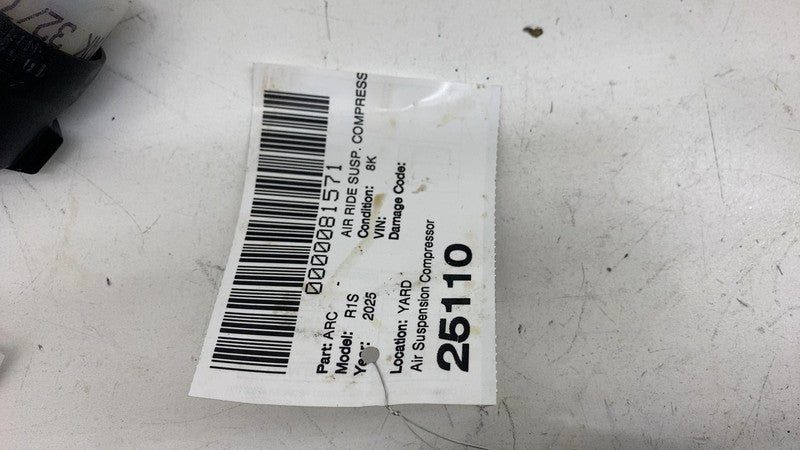 0000081571
Part: ARC - AIR RIDE SUSP. COMPRESS
Model: R1S Condition: 8K
Year: 2025 VIN:
Damage Code:
Location: YARD
Air Suspension Compressor
25110